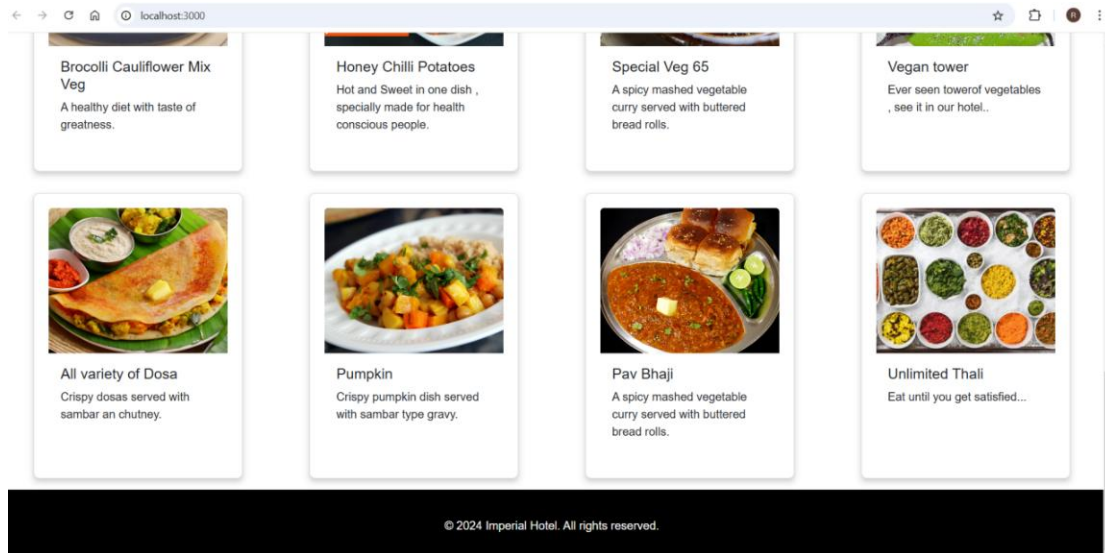 localhost:3000
R
Brocolli Cauliflower Mix
Veg
A healthy diet with taste of
greatness.
Honey Chilli Potatoes
Hot and Sweet in one dish ,
specially made for health
conscious people.
Special Veg 65
A spicy mashed vegetable
curry served with buttered
bread rolls.
Vegan tower
Ever seen towerof vegetables
, see it in our hotel..
All variety of Dosa
Crispy dosas served with
sambar an chutney.
Pumpkin
Crispy pumpkin dish served
with sambar type gravy.
Pav Bhaji
A spicy mashed vegetable
curry served with buttered
bread rolls.
Unlimited Thali
Eat until you get satisfied...
© 2024 Imperial Hotel. All rights reserved.